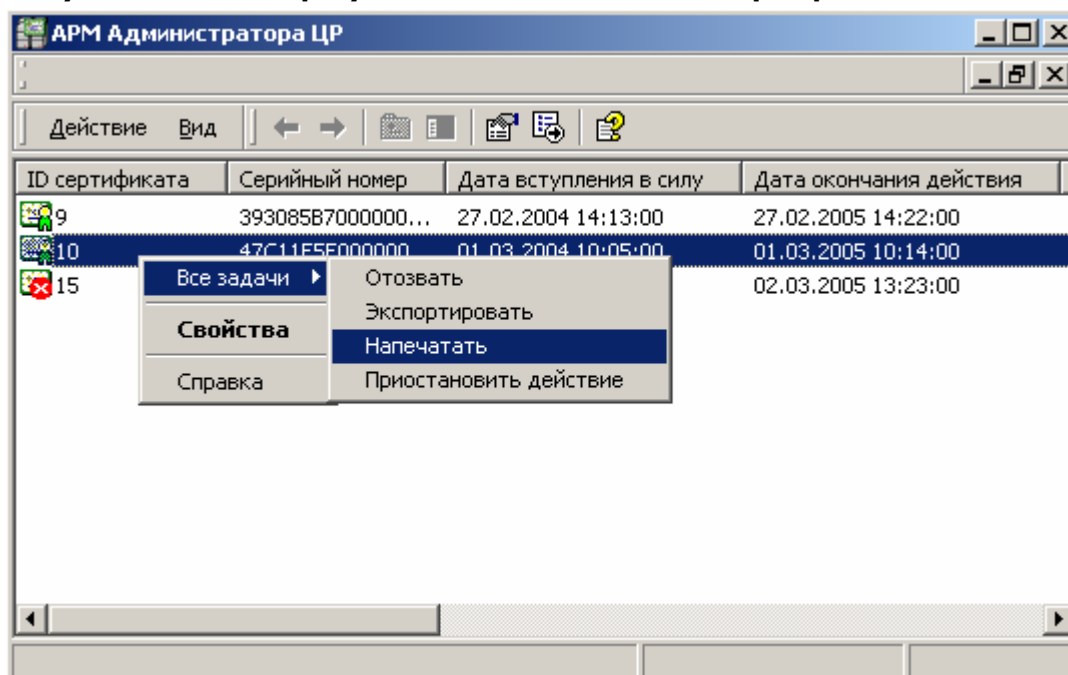 АРМ Администратора ЦР
Действие Вид
ID сертификата Серийный номер Дата вступления в силу Дата окончания действия
9 393085B7000000... 27.02.2004 14:13:00 27.02.2005 14:22:00
10 47C11F5F000000 01.03.2004 10:05:00 01.03.2005 10:14:00
15 02.03.2005 13:23:00
Все задачи
Свойства
Справка
Отозвать
Экспортировать
Напечатать
Приостановить действие